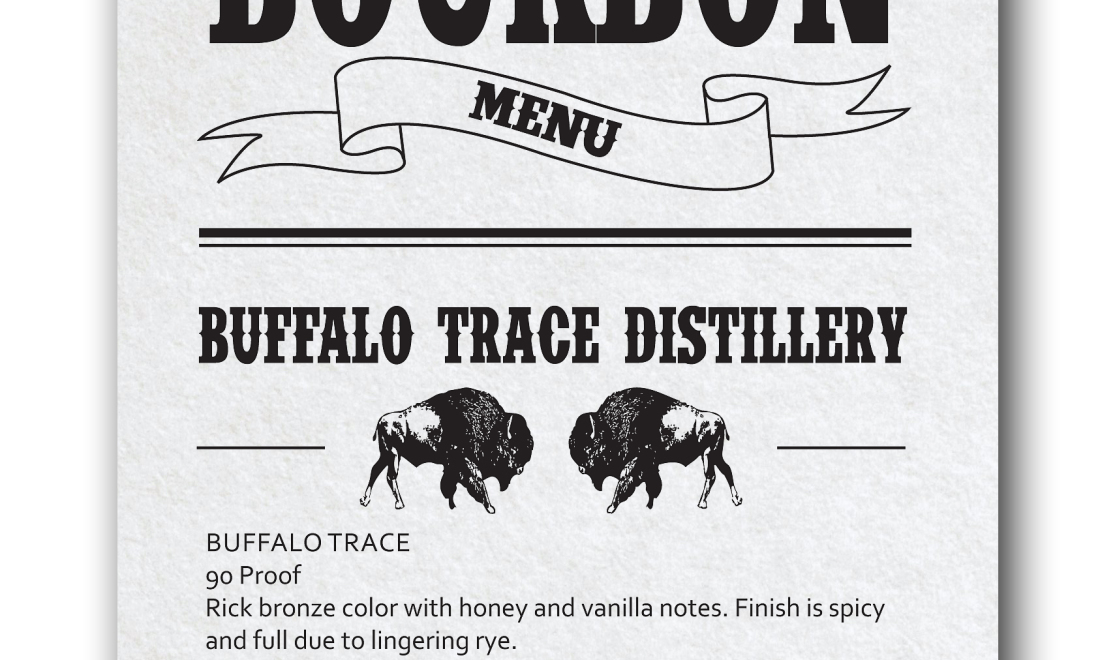 BOURBON
MENU
BUFFALO TRACE DISTILLERY
BUFFALO TRACE
90 Proof
Rick bronze color with honey and vanilla notes. Finish is spicy
and full due to lingering rye.